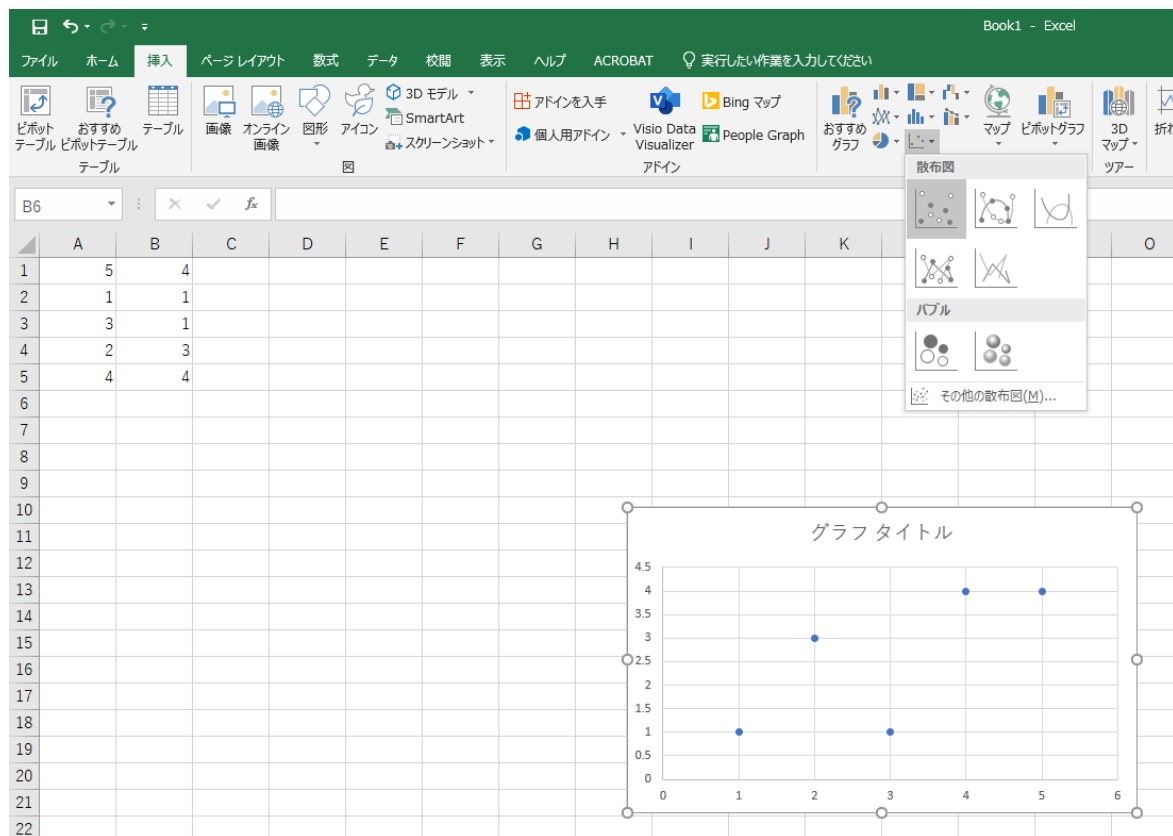 Book1 - Excel
ファイル ホーム 挿入 ページ レイアウト 数式 データ 校閲 表示 ヘルプ ACROBAT 実行したい作業を入力してください
ピボット
テーブル
おすすめ
ピボットテーブル
テーブル
テーブル
画像
オンライン
画像
図形
アイコン
3D モデル
SmartArt
スクリーンショット
図
アドインを入手
個人用アドイン
Visio Data
Visualizer
Bing マップ
People Graph
アドイン
おすすめ
グラフ
マップ
ピボットグラフ
3D
マップ
ツアー
折れ
散布図
バブル
その他の散布図(M)...
B6
fx
A B C D E F G H I J K O
1 5 4
2 1 1
3 3 1
4 2 3
5 4 4
6
7
8
9
10
11
12
13
14
15
16
17
18
19
20
21
22
グラフ タイトル
4.5
4
3.5
3
2.5
2
1.5
1
0.5
0
0 1 2 3 4 5 6